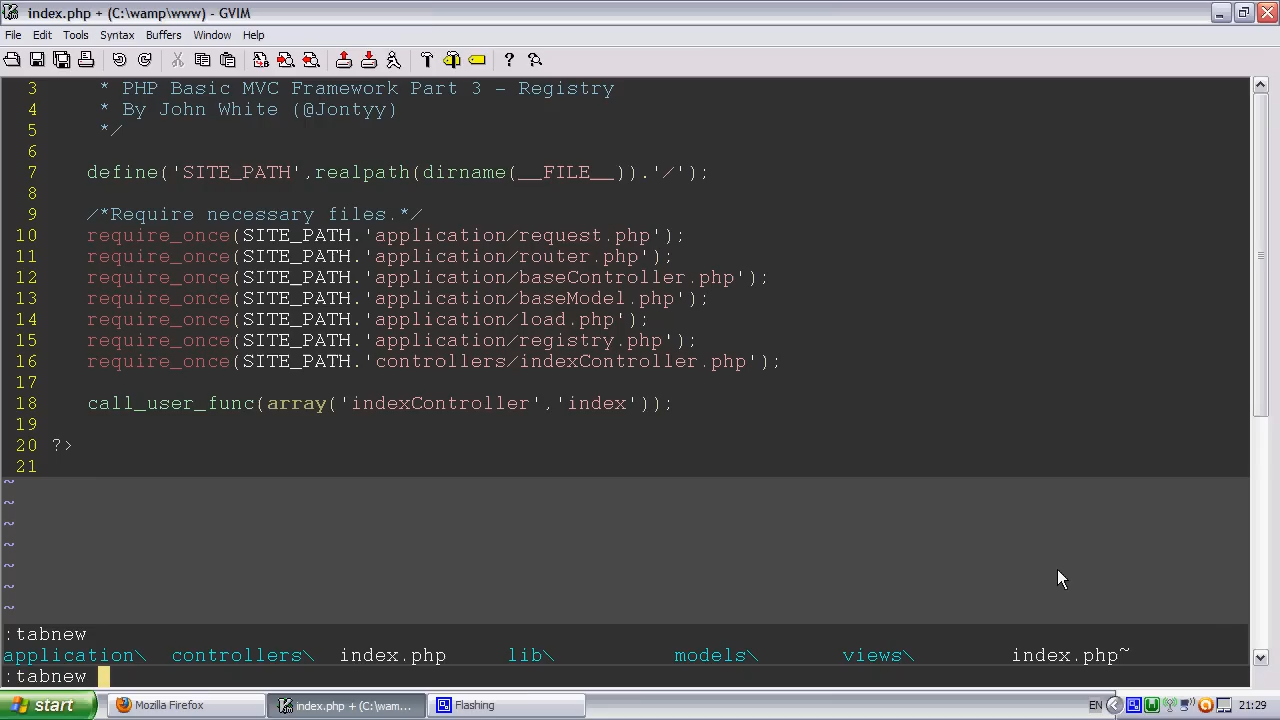 index.php + (C:\wamp\www) - GVIM
File Edit Tools Syntax Buffers Window Help
3 * PHP Basic MVC Framework Part 3 - Registry
4 * By John White (@Jontyy)
5 */
6
7 define('SITE_PATH',realpath(dirname(__FILE__)).'/');
8
9 /*Require necessary files.*/
10 require_once(SITE_PATH.'application/request.php');
11 require_once(SITE_PATH.'application/router.php');
12 require_once(SITE_PATH.'application/baseController.php');
13 require_once(SITE_PATH.'application/baseModel.php');
14 require_once(SITE_PATH.'application/load.php');
15 require_once(SITE_PATH.'application/registry.php');
16 require_once(SITE_PATH.'controllers/indexController.php');
17
18 call_user_func(array('indexController','index'));
19
20 ?>
21
~
~
~
~
~
~
~
:tabnew
application\ controllers\ index.php lib\ models\ views\ index.php~
:tabnew
start Mozilla Firefox index.php + (C:\wam... Flashing EN 21:29